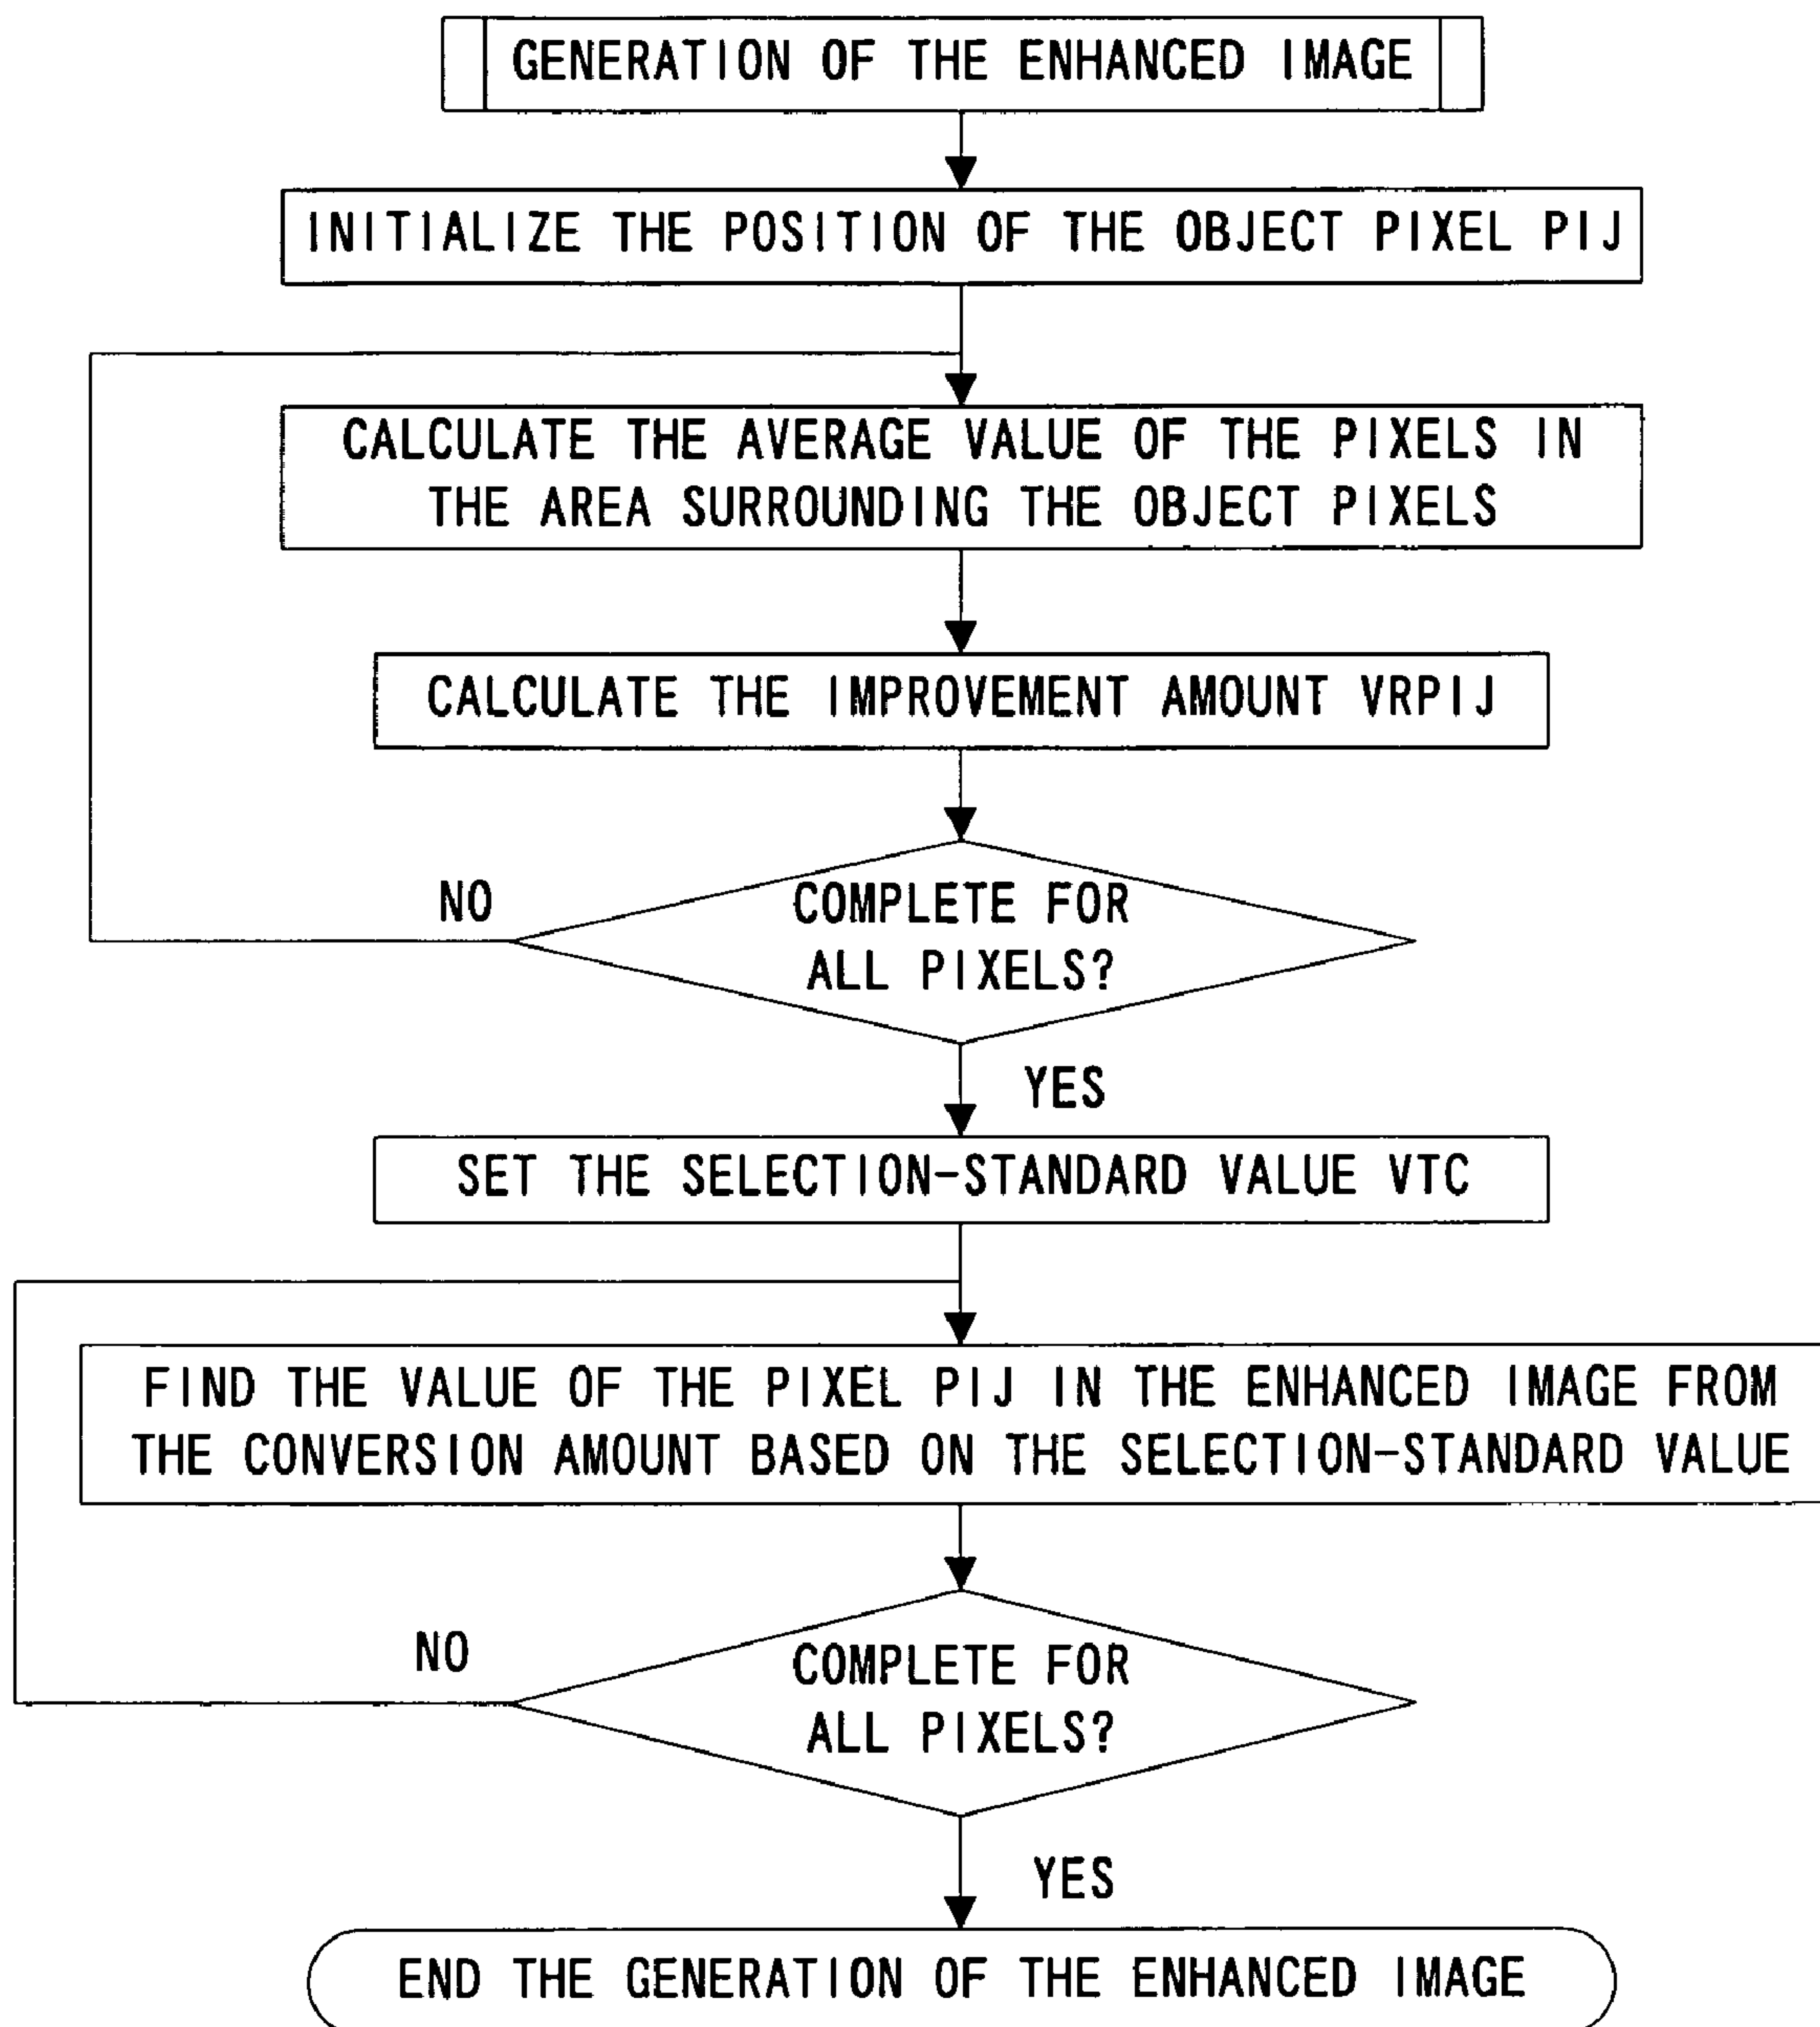 GENERATION OF THE ENHANCED IMAGE
INITIALIZE THE POSITION OF THE OBJECT PIXEL PIJ
CALCULATE THE AVERAGE VALUE OF THE PIXELS IN
THE AREA SURROUNDING THE OBJECT PIXELS
CALCULATE THE IMPROVEMENT AMOUNT VRPIJ
NO
COMPLETE FOR
ALL PIXELS?
YES
SET THE SELECTION-STANDARD VALUE VTC
FIND THE VALUE OF THE PIXEL PIJ IN THE ENHANCED IMAGE FROM
THE CONVERSION AMOUNT BASED ON THE SELECTION-STANDARD VALUE
NO
COMPLETE FOR
ALL PIXELS?
YES
END THE GENERATION OF THE ENHANCED IMAGE